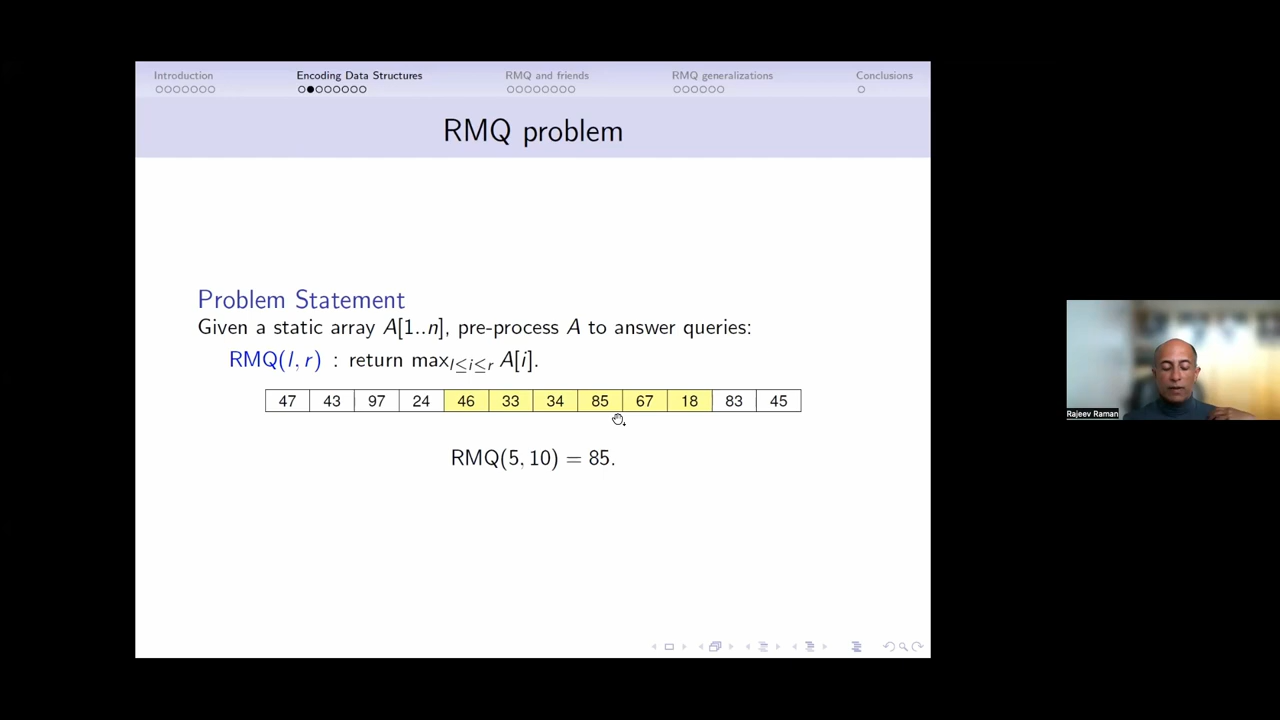 Introduction Encoding Data Structures RMQ and friends RMQ generalizations Conclusions
RMQ problem
Problem Statement
Given a static array A[1..n], pre-process A to answer queries:
RMQ(l, r) : return max_{l≤i≤r} A[i].
47 43 97 24 46 33 34 85 67 18 83 45
RMQ(5, 10) = 85.
Rajeev Raman